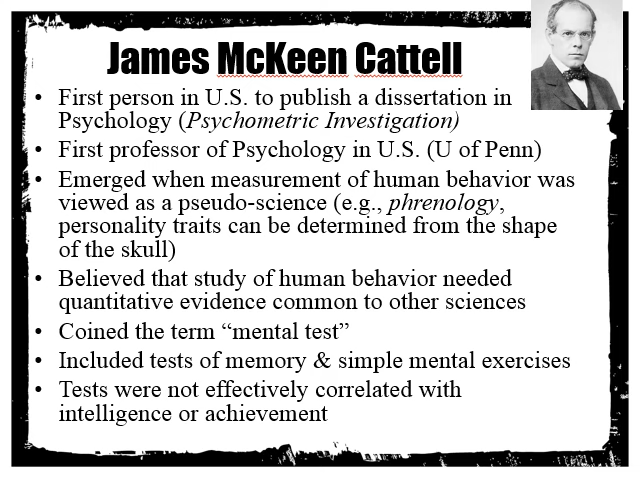 James McKeen Cattell
• First person in U.S. to publish a dissertation in
Psychology (Psychometric Investigation)
• First professor of Psychology in U.S. (U of Penn)
• Emerged when measurement of human behavior was
viewed as a pseudo-science (e.g., phrenology,
personality traits can be determined from the shape
of the skull)
• Believed that study of human behavior needed
quantitative evidence common to other sciences
• Coined the term “mental test”
• Included tests of memory & simple mental exercises
• Tests were not effectively correlated with
intelligence or achievement